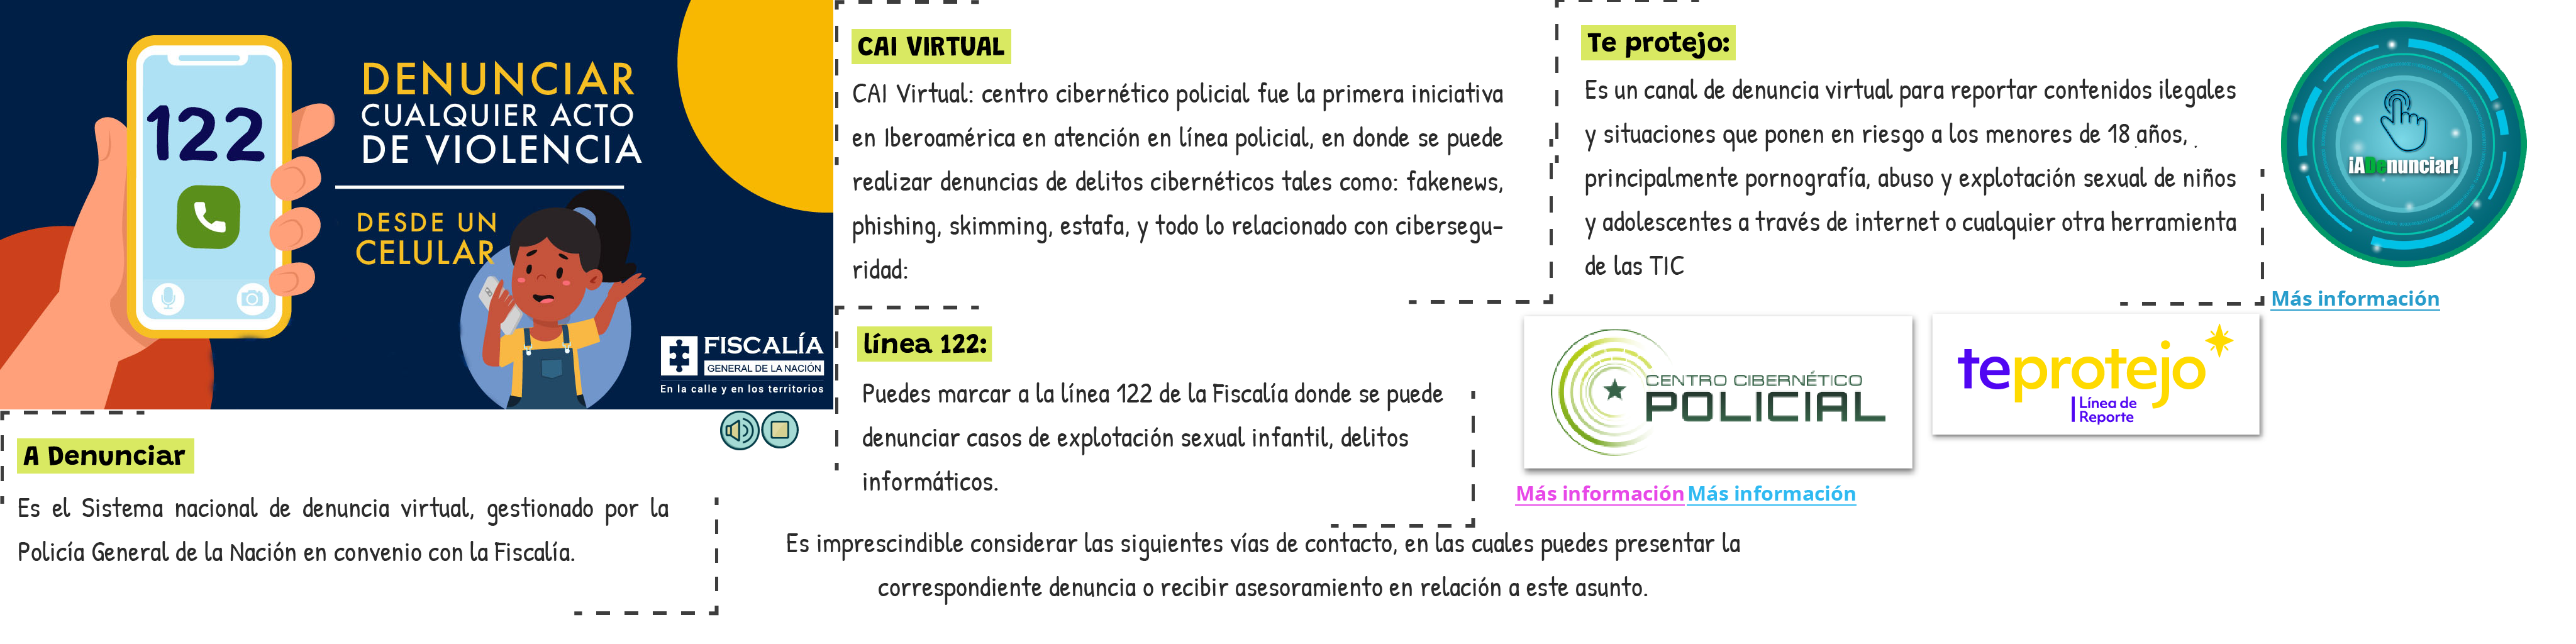 122
DENUNCIAR
CUALQUIER ACTO
DE VIOLENCIA
DESDE UN
CELULAR
FISCALÍA
GENERAL DE LA NACIÓN
En la calle y en los territorios
A Denunciar
Es el Sistema nacional de denuncia virtual, gestionado por la
Policía General de la Nación en convenio con la Fiscalía.
CAI VIRTUAL
CAI Virtual: centro cibernético policial fue la primera iniciativa
en Iberoamérica en atención en línea policial, en donde se puede
realizar denuncias de delitos cibernéticos tales como: fakenews,
phishing, skimming, estafa, y todo lo relacionado con cibersegu-
ridad:
línea 122:
Puedes marcar a la línea 122 de la Fiscalía donde se puede
denunciar casos de explotación sexual infantil, delitos
informáticos.
Te protejo:
Es un canal de denuncia virtual para reportar contenidos ilegales
y situaciones que ponen en riesgo a los menores de 18 años,
principalmente pornografía, abuso y explotación sexual de niños
y adolescentes a través de internet o cualquier otra herramienta
de las TIC
¡ADenunciar!
Más información
CENTRO CIBERNÉTICO
POLICIAL
teprotejo
Línea de
Reporte
Más información Más información
Es imprescindible considerar las siguientes vías de contacto, en las cuales puedes presentar la
correspondiente denuncia o recibir asesoramiento en relación a este asunto.